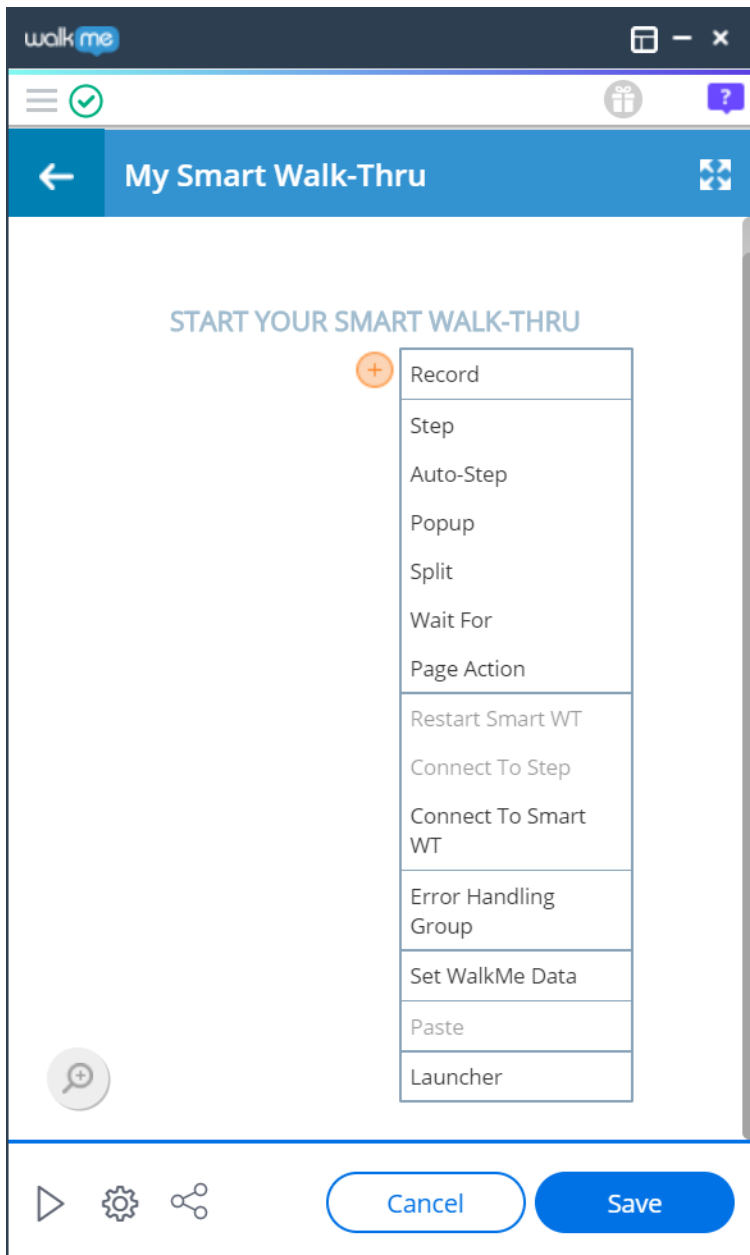 walkme
?
My Smart Walk-Thru
START YOUR SMART WALK-THRU
Record
Step
Auto-Step
Popup
Split
Wait For
Page Action
Restart Smart WT
Connect To Step
Connect To Smart
WT
Error Handling
Group
Set WalkMe Data
Paste
Launcher
Cancel
Save